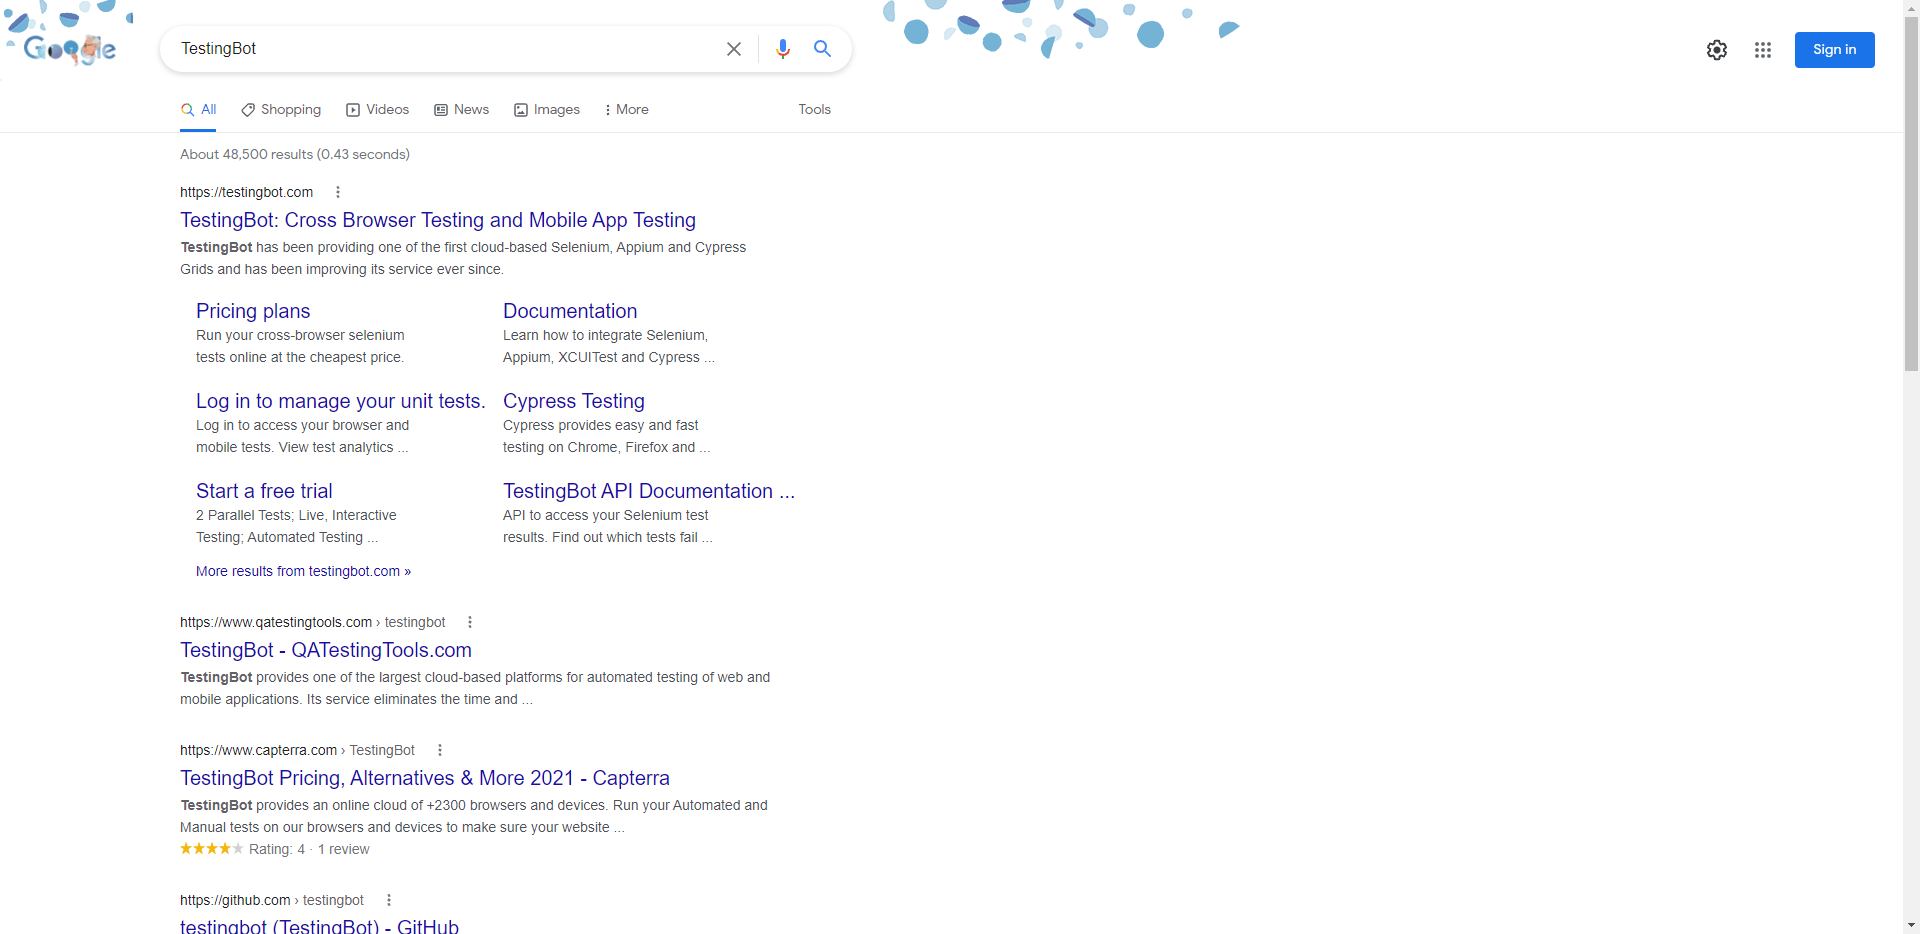 Google
TestingBot
Sign in
All
Shopping
Videos
News
Images
More
Tools
About 48,500 results (0.43 seconds)
https://testingbot.com
TestingBot: Cross Browser Testing and Mobile App Testing
TestingBot has been providing one of the first cloud-based Selenium, Appium and Cypress
Grids and has been improving its service ever since.
Pricing plans
Run your cross-browser selenium
tests online at the cheapest price.
Documentation
Learn how to integrate Selenium,
Appium, XCUITest and Cypress ...
Log in to manage your unit tests.
Log in to access your browser and
mobile tests. View test analytics ...
Cypress Testing
Cypress provides easy and fast
testing on Chrome, Firefox and ...
Start a free trial
2 Parallel Tests; Live, Interactive
Testing; Automated Testing ...
TestingBot API Documentation ...
API to access your Selenium test
results. Find out which tests fail ...
More results from testingbot.com »
https://www.qatestingtools.com › testingbot
TestingBot - QATestingTools.com
TestingBot provides one of the largest cloud-based platforms for automated testing of web and
mobile applications. Its service eliminates the time and ...
https://www.capterra.com › TestingBot
TestingBot Pricing, Alternatives & More 2021 - Capterra
TestingBot provides an online cloud of +2300 browsers and devices. Run your Automated and
Manual tests on our browsers and devices to make sure your website ...
Rating: 4 · 1 review
https://github.com › testingbot
testingbot (TestingBot) - GitHub